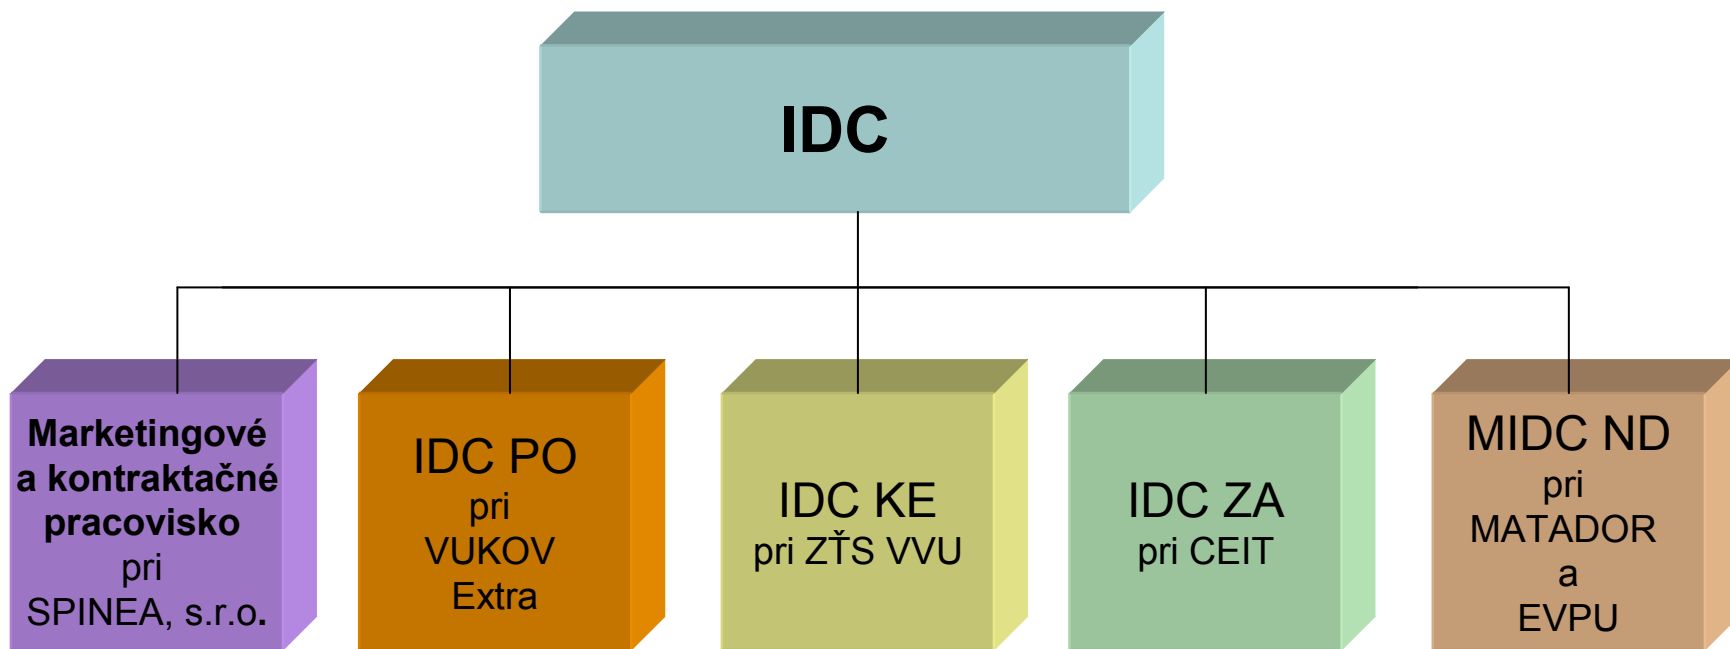 IDC
Marketingové
a kontraktačné
pracovisko
pri
SPINEA, s.r.o.
IDC PO
pri
VUKOV
Extra
IDC KE
pri ZŤS VVU
IDC ZA
pri CEIT
MIDC ND
pri
MATADOR
a
EVPU